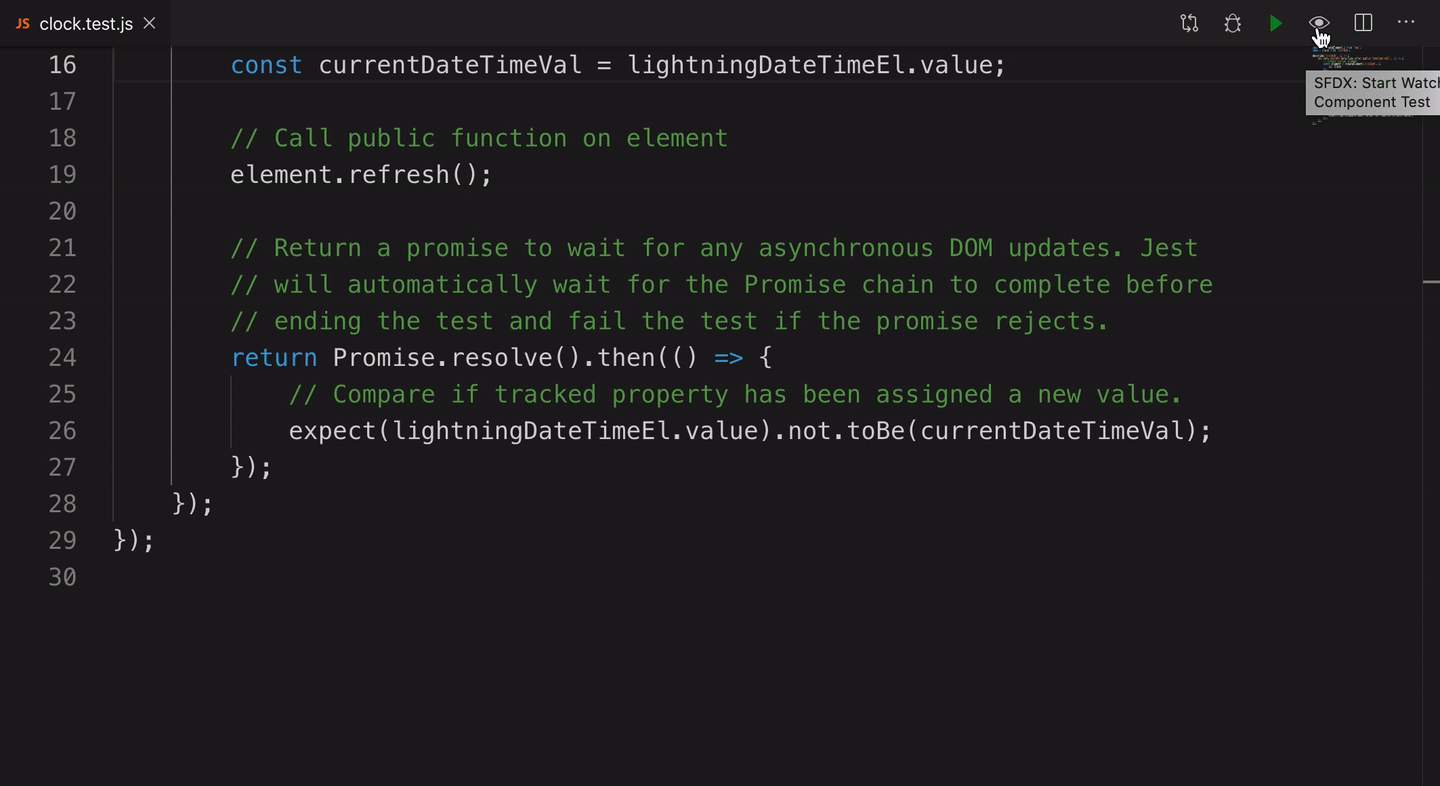 JS clock.test.js
SFDX: Start Watch
Component Test
16 const currentDateTimeVal = lightningDateTimeEl.value;
17
18 // Call public function on element
19 element.refresh();
20
21 // Return a promise to wait for any asynchronous DOM updates. Jest
22 // will automatically wait for the Promise chain to complete before
23 // ending the test and fail the test if the promise rejects.
24 return Promise.resolve().then(() => {
25 // Compare if tracked property has been assigned a new value.
26 expect(lightningDateTimeEl.value).not.toBe(currentDateTimeVal);
27 });
28 });
29 });
30